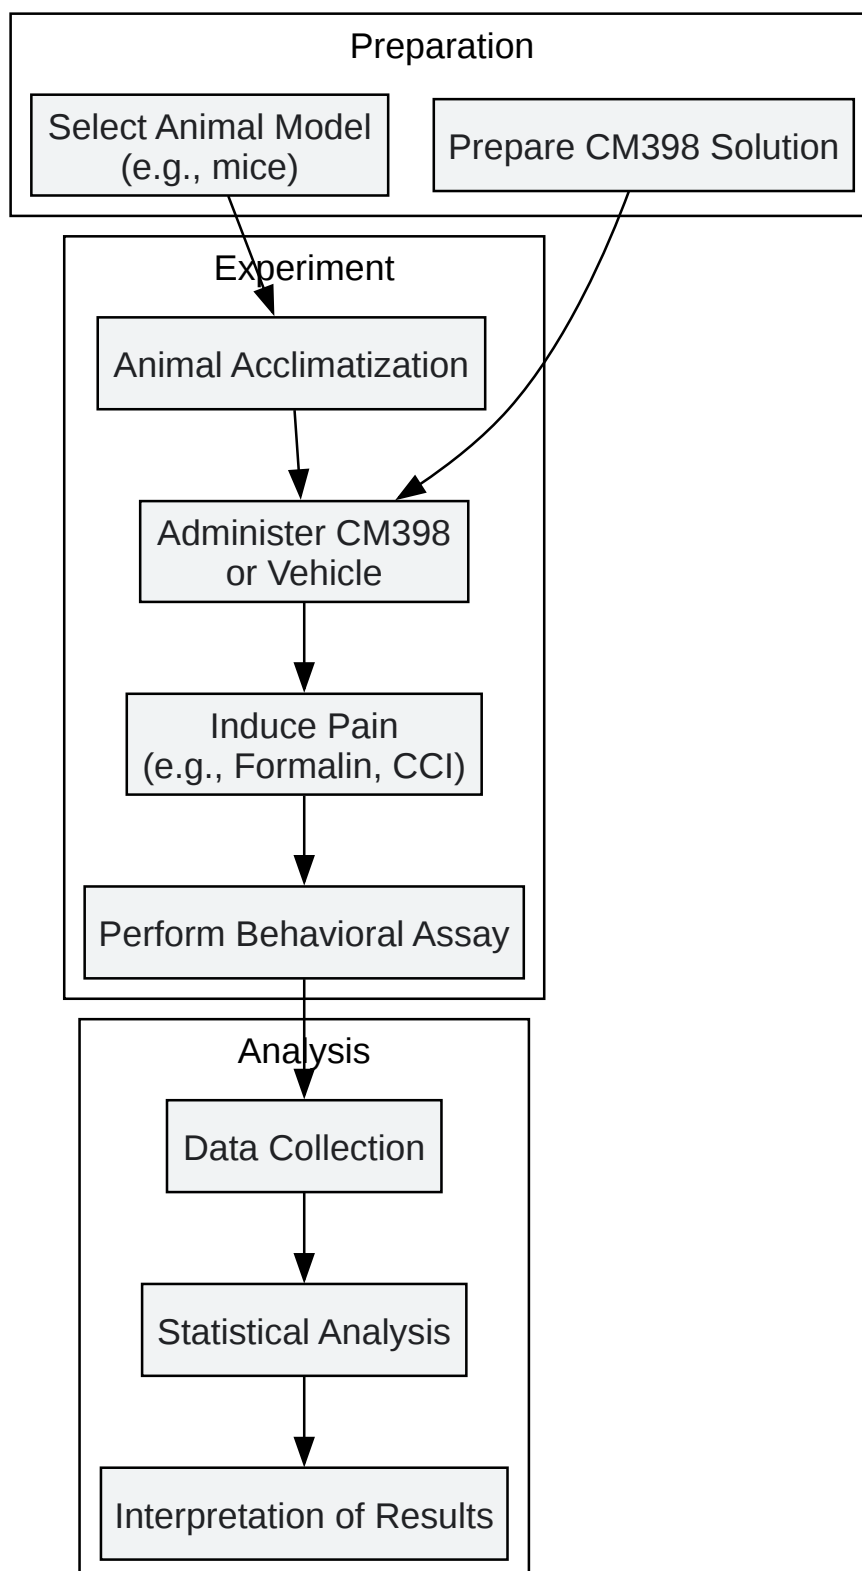 Preparation
Select Animal Model
(e.g., mice)
Prepare CM398 Solution
Experiment
Animal Acclimatization
Administer CM398
or Vehicle
Induce Pain
(e.g., Formalin, CCI)
Perform Behavioral Assay
Analysis
Data Collection
Statistical Analysis
Interpretation of Results